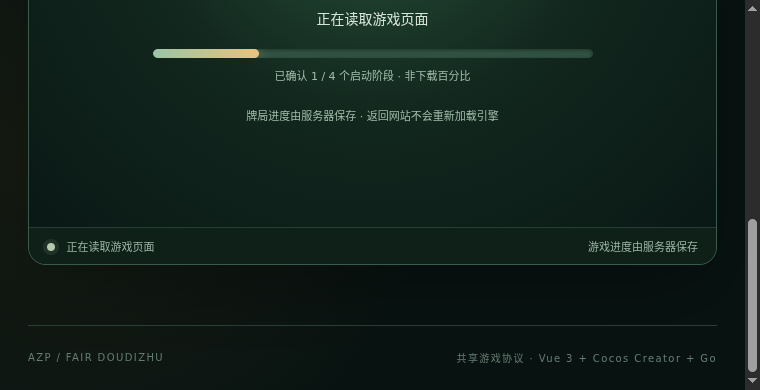 正在读取游戏页面
已确认 1 / 4 个启动阶段 · 非下载百分比
牌局进度由服务器保存 · 返回网站不会重新加载引擎
正在读取游戏页面
游戏进度由服务器保存
AZP / FAIR DOUDIZHU
共享游戏协议 · Vue 3 + Cocos Creator + Go